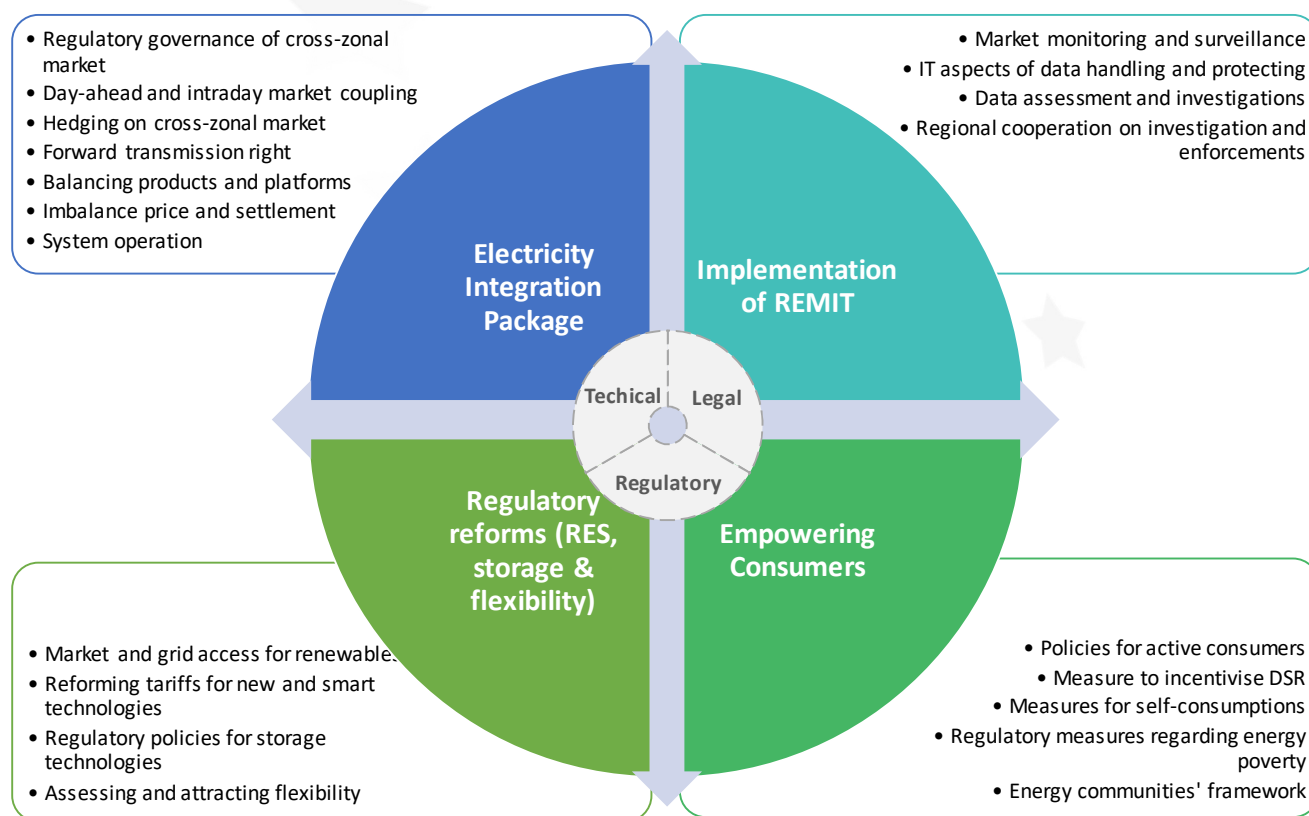 • Regulatory governance of cross-zonal
market
• Day-ahead and intraday market coupling
• Hedging on cross-zonal market
• Forward transmission right
• Balancing products and platforms
• Imbalance price and settlement
• System operation
• Market monitoring and surveillance
• IT aspects of data handling and protecting
• Data assessment and investigations
• Regional cooperation on investigation and
enforcements
Electricity
Integration
Package
Implementation
of REMIT
Techical
Legal
Regulatory
Regulatory
reforms (RES,
storage &
flexibility)
Empowering
Consumers
• Market and grid access for renewables
• Reforming tariffs for new and smart
technologies
• Regulatory policies for storage
technologies
• Assessing and attracting flexibility
• Policies for active consumers
• Measure to incentivise DSR
• Measures for self-consumptions
• Regulatory measures regarding energy
poverty
• Energy communities' framework